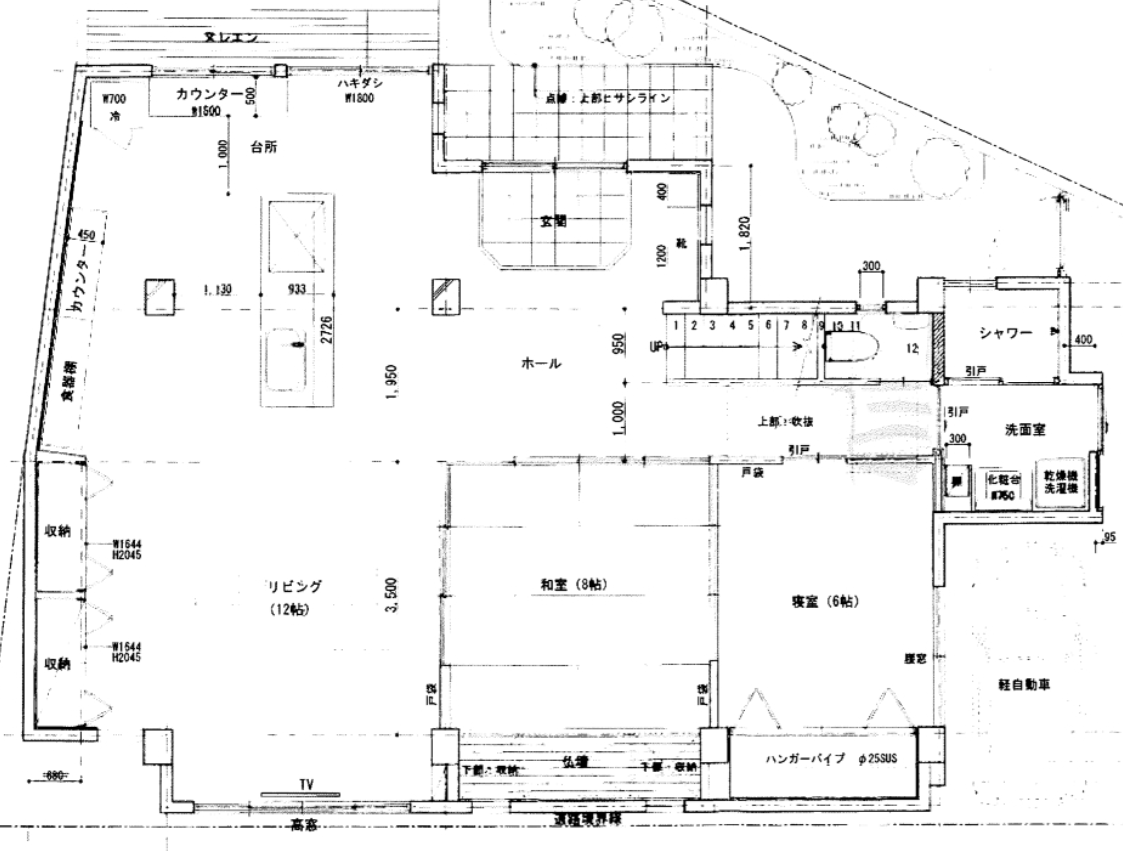 ヌレエン
W700
冷
カウンター
W1500
500
ハキダシ
W1800
点線：上部ヒサシライン
台所
1,000
玄関
400
靴
1200
1,820
450
カウンター
食器棚
1,130
933
2726
1,950
ホール
950
1,000
UP
1 2 3 4 5 6 7 8 9 10 11
12
300
シャワー
400
引戸
引戸
洗面室
300
上部：吹抜
引戸
戸袋
化粧台
W750
乾燥機
洗濯機
95
収納
W1644
H2045
収納
W1644
H2045
リビング
(12帖)
3,500
和室 (8帖)
寝室 (6帖)
戸袋
戸袋
腰窓
軽自動車
680
TV
高窓
下部：収納
仏壇
下部：収納
ハンガーパイプ φ25SUS
道路境界線